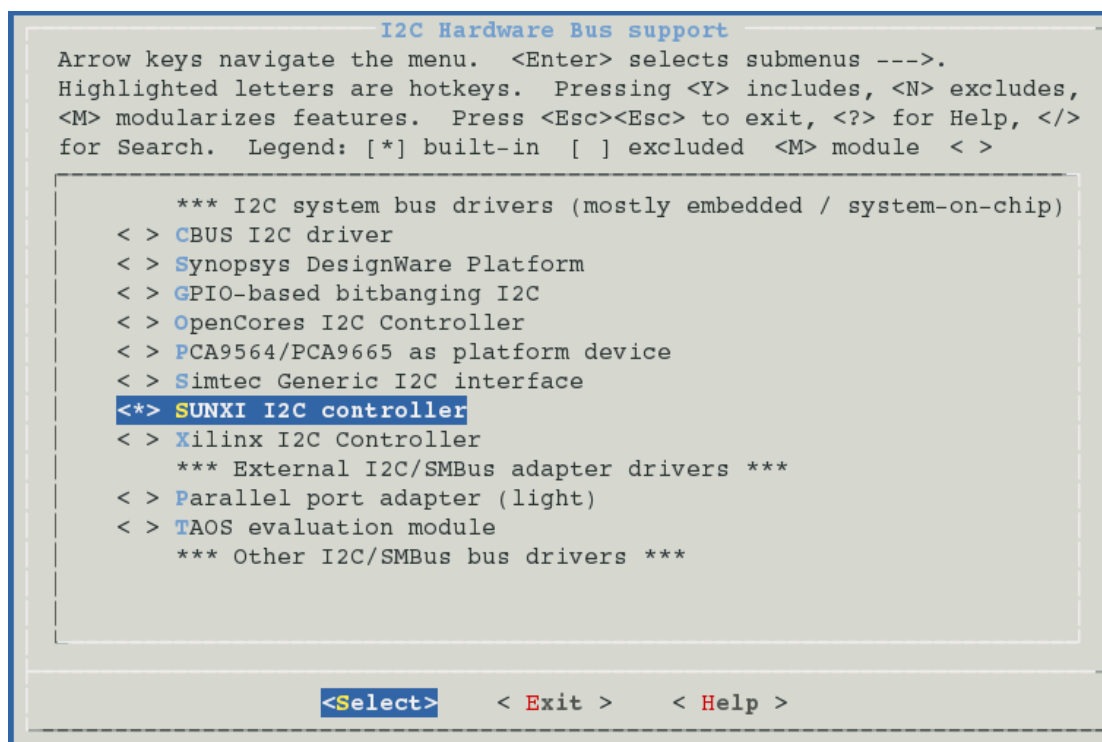 I2C Hardware Bus support
Arrow keys navigate the menu.  <Enter> selects submenus --->.
Highlighted letters are hotkeys.  Pressing <Y> includes, <N> excludes,
<M> modularizes features.  Press <Esc><Esc> to exit, <?> for Help, </>
for Search.  Legend: [*] built-in  [ ] excluded  <M> module  < >
*** I2C system bus drivers (mostly embedded / system-on-chip)
< > CBUS I2C driver
< > Synopsys DesignWare Platform
< > GPIO-based bitbanging I2C
< > OpenCores I2C Controller
< > PCA9564/PCA9665 as platform device
< > Simtec Generic I2C interface
<*> SUNXI I2C controller
< > Xilinx I2C Controller
*** External I2C/SMBus adapter drivers ***
< > Parallel port adapter (light)
< > TAOS evaluation module
*** Other I2C/SMBus bus drivers ***
<Select>    < Exit >    < Help >